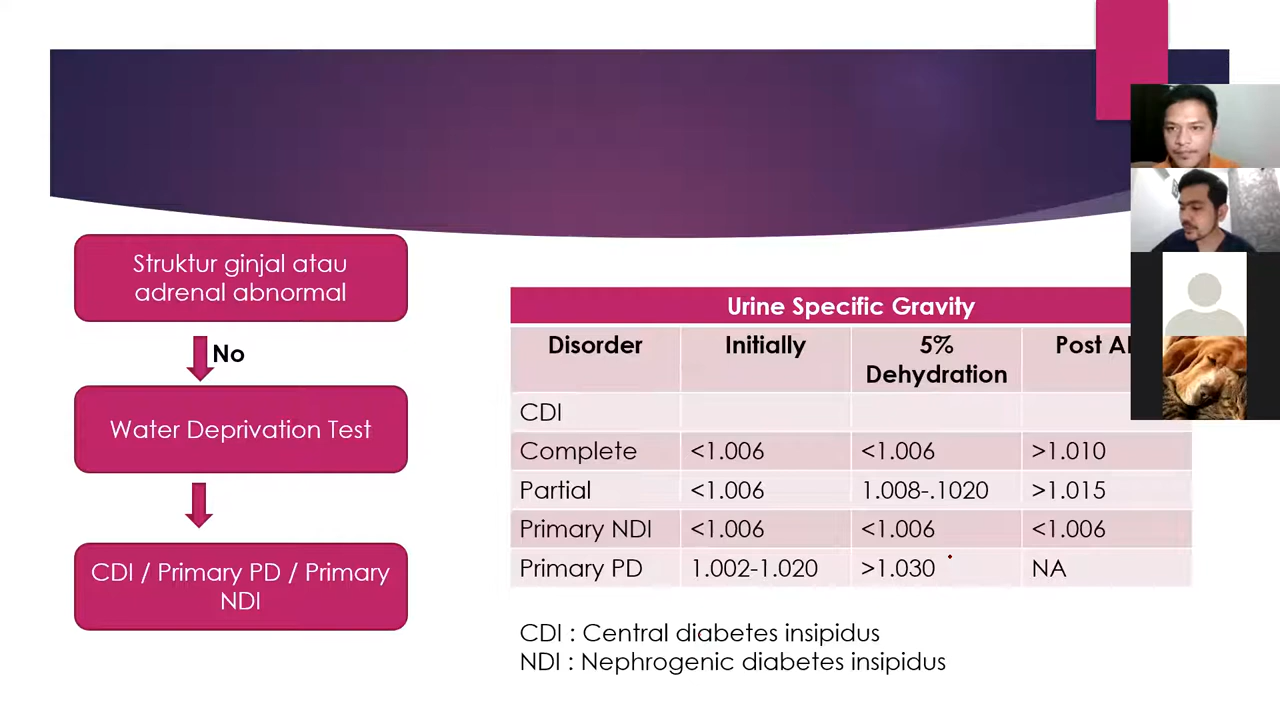 Struktur ginjal atau
adrenal abnormal
No
Water Deprivation Test
CDI / Primary PD / Primary
NDI
Urine Specific Gravity
Disorder Initially 5% Dehydration Post
CDI
Complete <1.006 <1.006 >1.010
Partial <1.006 1.008-.1020 >1.015
Primary NDI <1.006 <1.006 <1.006
Primary PD 1.002-1.020 >1.030 NA
CDI : Central diabetes insipidus
NDI : Nephrogenic diabetes insipidus